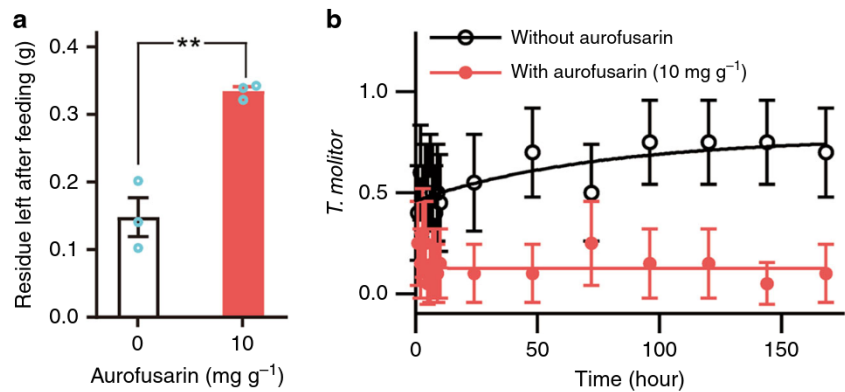 a
Residue left after feeding (g)
0.4
0.3
0.2
0.1
0.0
**
0
10
Aurofusarin (mg g⁻¹)
b
T. molitor
1.0
0.5
0.0
Without aurofusarin
With aurofusarin (10 mg g⁻¹)
0
50
100
150
Time (hour)